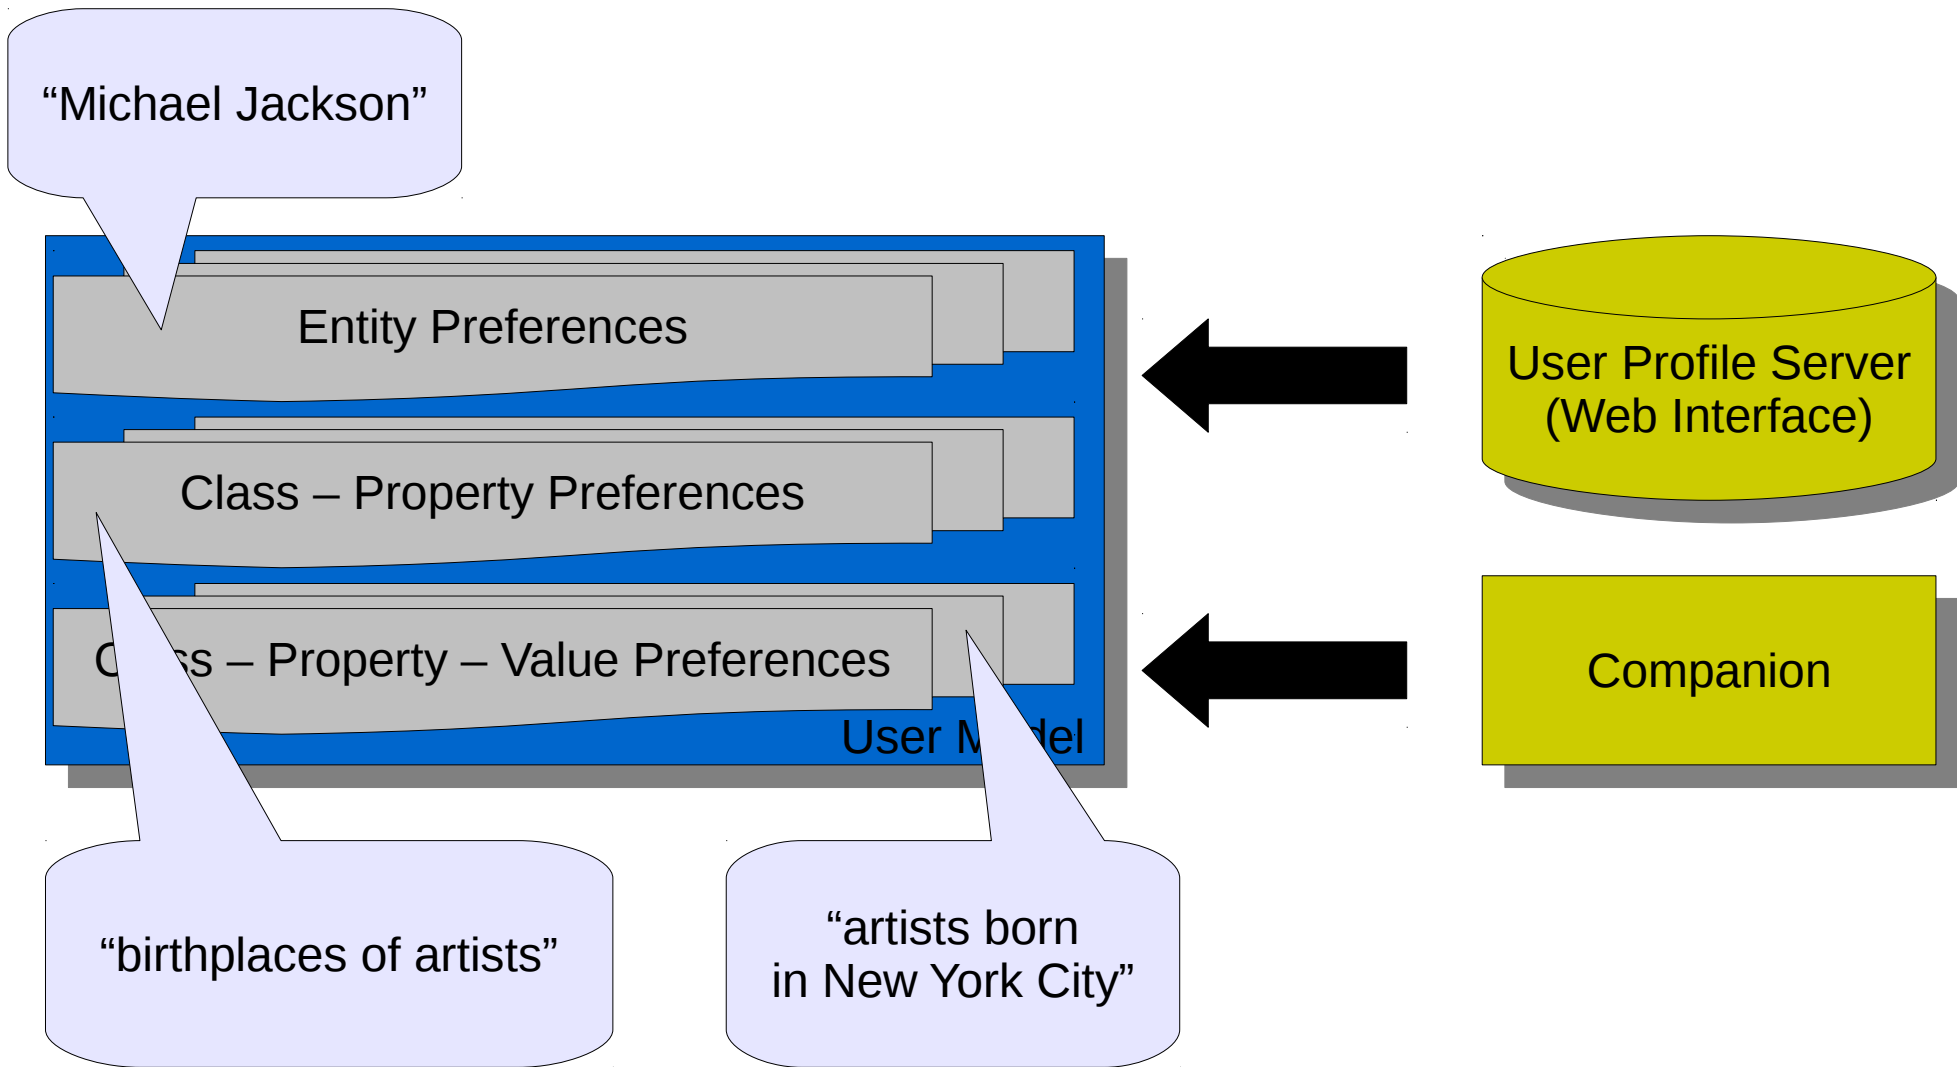 “Michael Jackson”
Entity Preferences
User Profile Server
(Web Interface)
Class – Property Preferences
– Property – Value Preferences
Companion
User
“birthplaces of artists”
“artists born
in New York City”